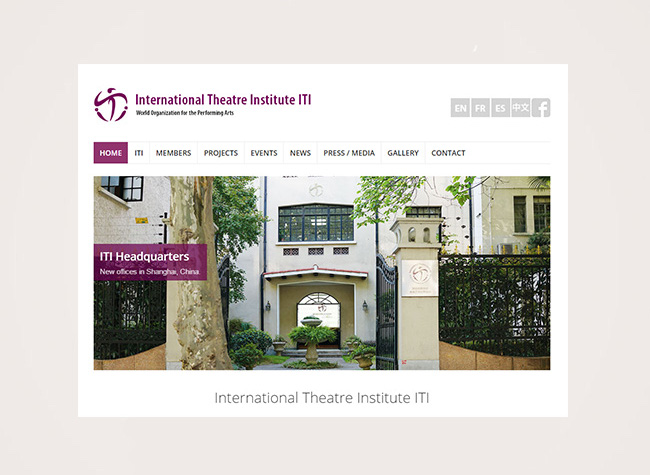 International Theatre Institute ITI
World Organization for the Performing Arts
EN FR ES 中文 f
HOME ITI MEMBERS PROJECTS EVENTS NEWS PRESS / MEDIA GALLERY CONTACT
ITI Headquarters
New offices in Shanghai, China
International Theatre Institute ITI